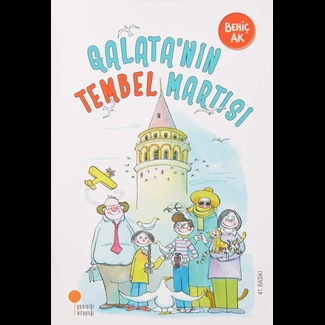 BEHİÇ
AK
GALATA'NIN
TEMBEL MARTISI
günışığı
kitaplığı
41. BASKI